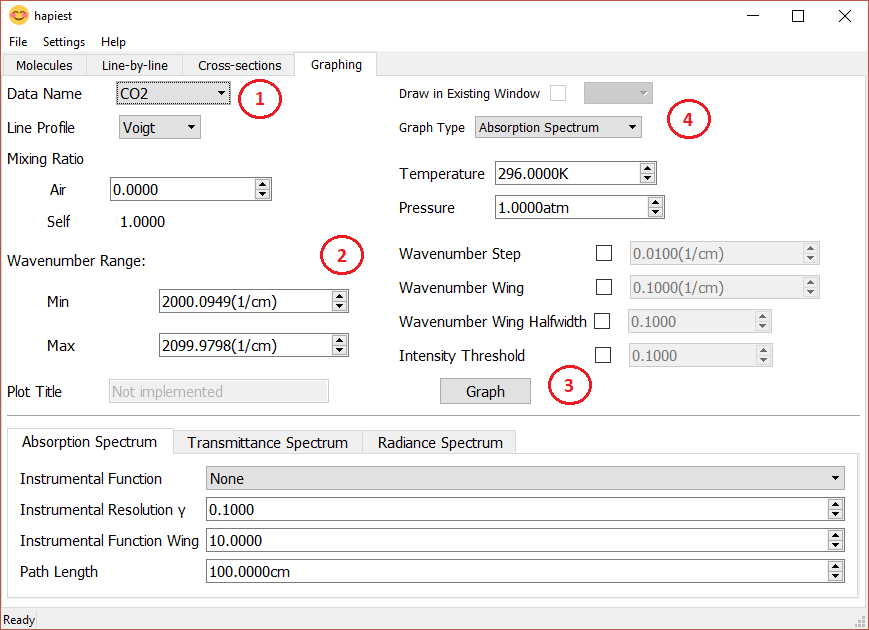 hapiest
File Settings Help
Molecules Line-by-line Cross-sections Graphing
Data Name CO2 1
Line Profile Voigt
Mixing Ratio
Air 0.0000
Self 1.0000
Wavenumber Range: 2
Min 2000.0949(1/cm)
Max 2099.9798(1/cm)
Plot Title Not implemented
Draw in Existing Window
Graph Type Absorption Spectrum 4
Temperature 296.0000K
Pressure 1.0000atm
Wavenumber Step 0.0100(1/cm)
Wavenumber Wing 0.1000(1/cm)
Wavenumber Wing Halfwidth 0.1000
Intensity Threshold 0.1000
Graph 3
Absorption Spectrum Transmittance Spectrum Radiance Spectrum
Instrumental Function None
Instrumental Resolution γ 0.1000
Instrumental Function Wing 10.0000
Path Length 100.0000cm
Ready